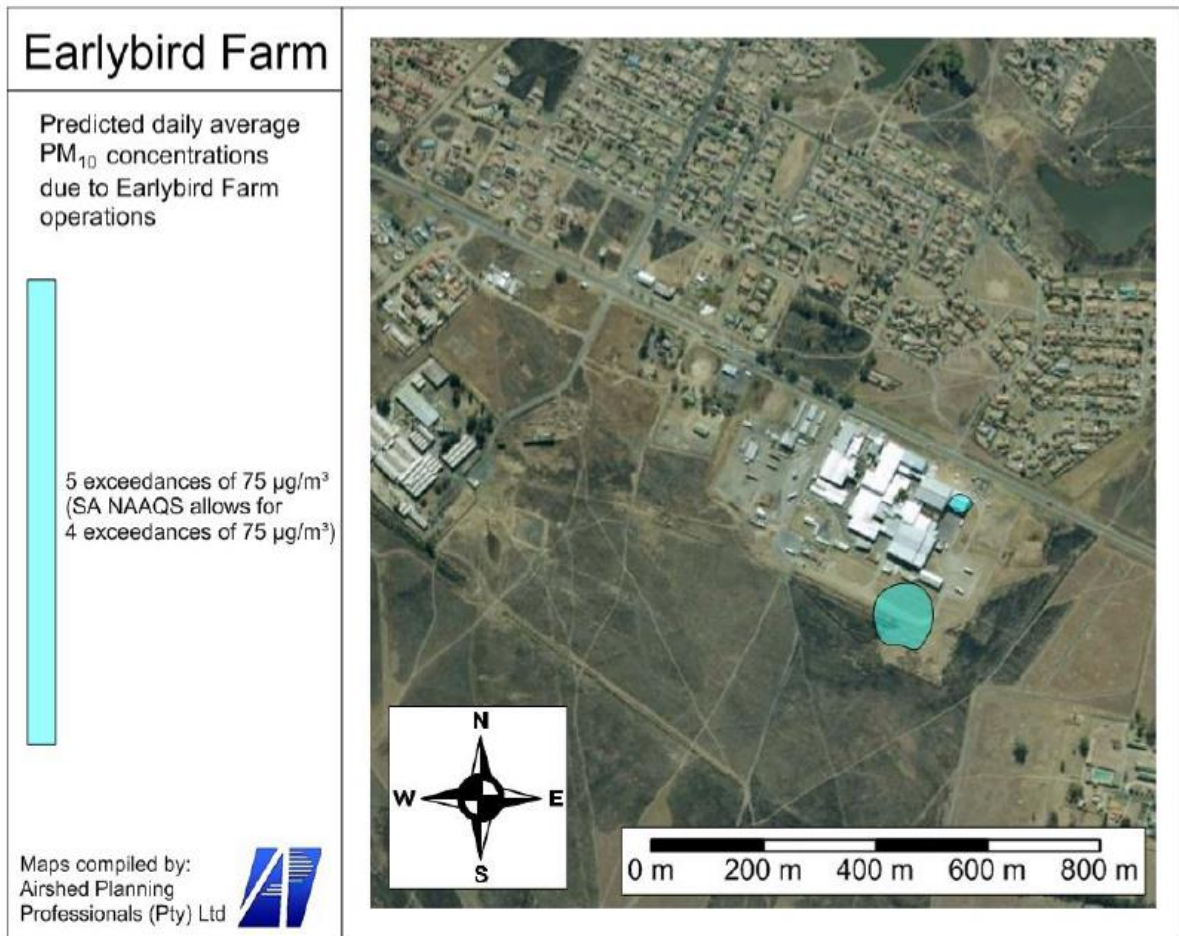 Earlybird Farm
Predicted daily average
PM₁₀ concentrations
due to Earlybird Farm
operations
5 exceedances of 75 µg/m³
(SA NAAQS allows for
4 exceedances of 75 µg/m³)
Maps compiled by:
Airshed Planning
Professionals (Pty) Ltd
N
W E
S
0 m 200 m 400 m 600 m 800 m